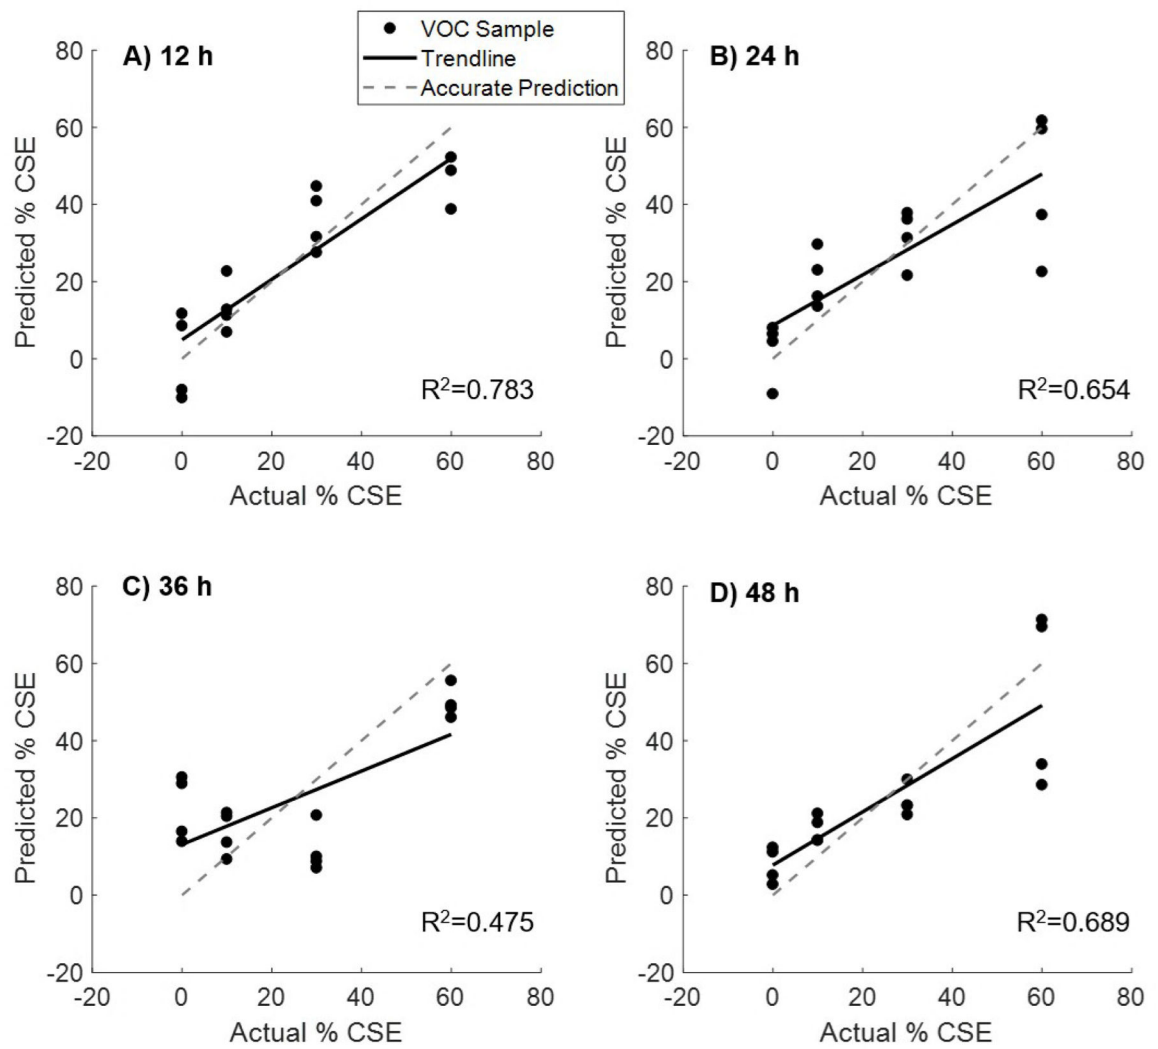 VOC Sample
Trendline
Accurate Prediction
A) 12 h
80
60
40
20
0
-20
Predicted % CSE
R²=0.783
-20 0 20 40 60 80
Actual % CSE
B) 24 h
80
60
40
20
0
-20
Predicted % CSE
R²=0.654
-20 0 20 40 60 80
Actual % CSE
C) 36 h
80
60
40
20
0
-20
Predicted % CSE
R²=0.475
-20 0 20 40 60 80
Actual % CSE
D) 48 h
80
60
40
20
0
-20
Predicted % CSE
R²=0.689
-20 0 20 40 60 80
Actual % CSE